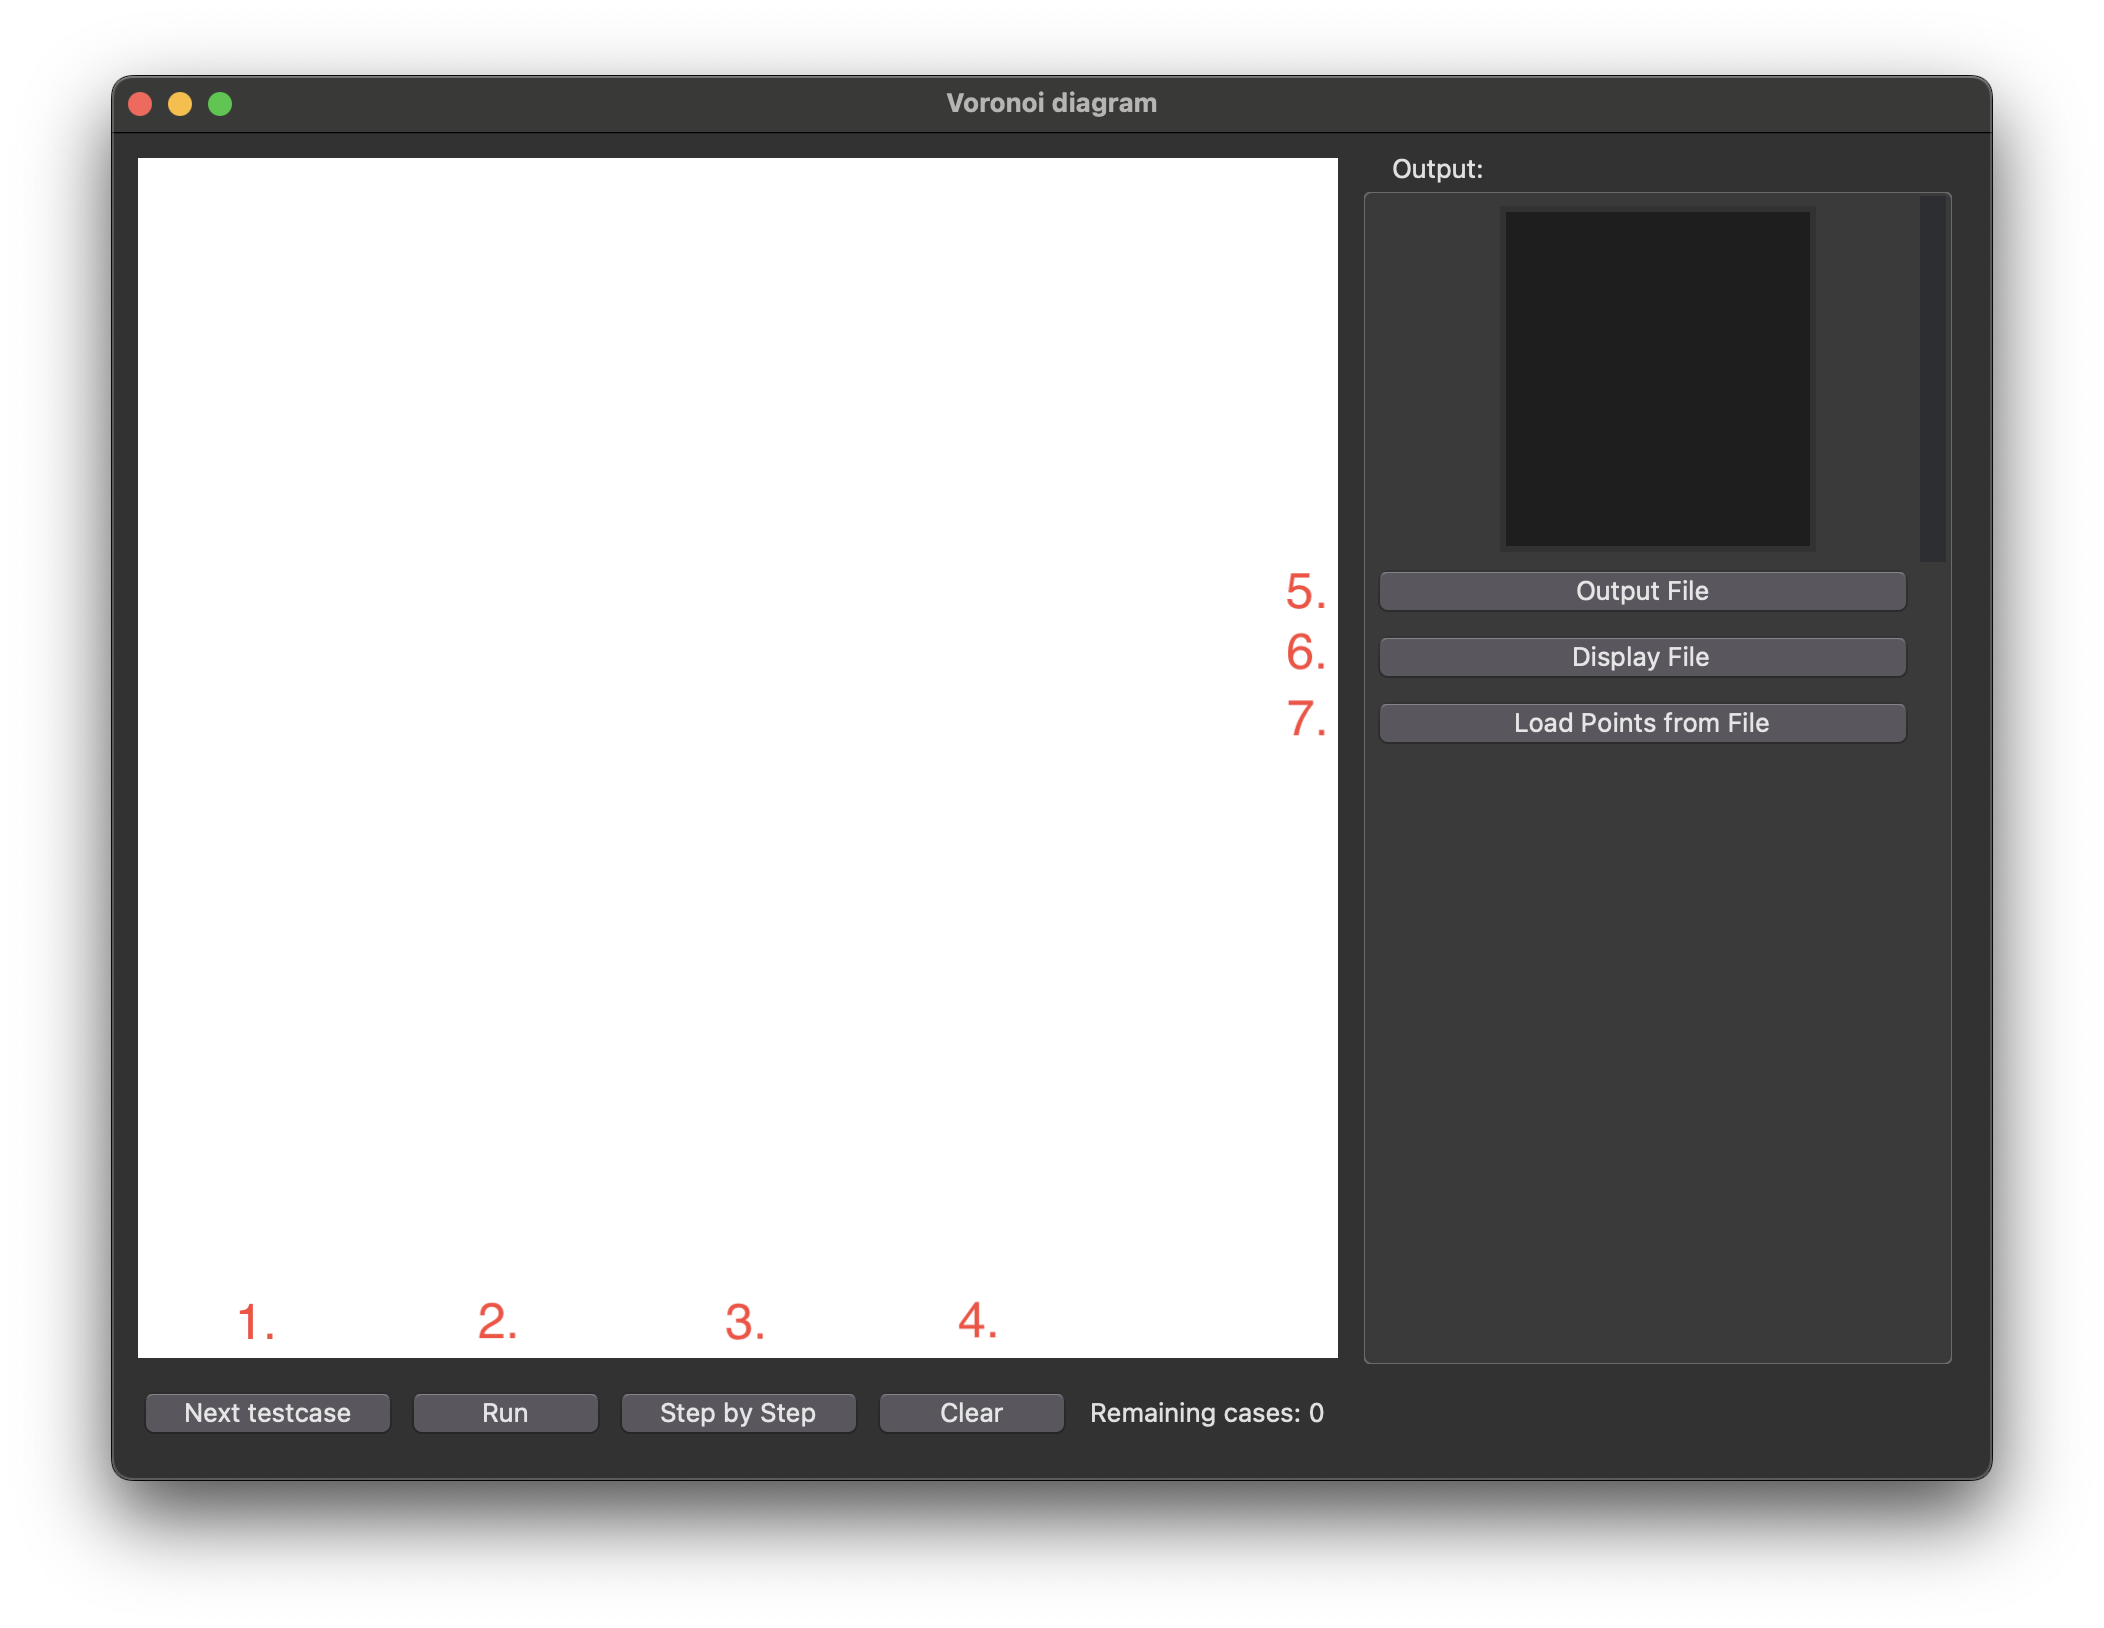 Voronoi diagram
Output:
5.
Output File
6.
Display File
7.
Load Points from File
1. 2. 3. 4.
Next testcase Run Step by Step Clear Remaining cases: 0